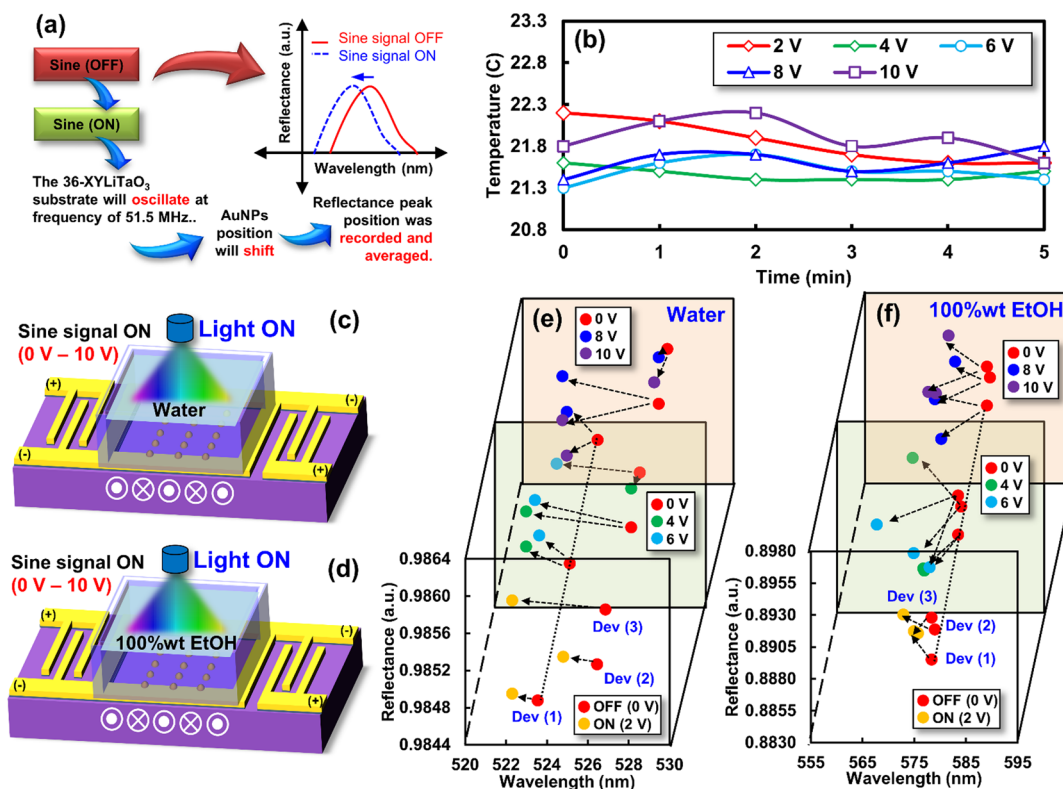 (a)
Sine (OFF)
Sine (ON)
The 36-XYLiTaO3
substrate will oscillate at
frequency of 51.5 MHz..
AuNPs
position
will shift
Reflectance peak
position was
recorded and
averaged.
Reflectance (a.u.)
Sine signal OFF
Sine signal ON
Wavelength (nm)
(b)
2 V
4 V
6 V
8 V
10 V
Temperature (C)
22.3
21.8
21.3
20.8
0
1
2
3
4
5
Time (min)
(c)
Sine signal ON
(0 V – 10 V)
Light ON
Water
(+)
(-)
(-)
(+)
(d)
Sine signal ON
(0 V – 10 V)
Light ON
100%wt EtOH
(+)
(-)
(-)
(+)
(e)
Water
0 V
8 V
10 V
0 V
4 V
6 V
Dev (3)
Dev (2)
Dev (1)
OFF (0 V)
ON (2 V)
Reflectance (a.u.)
0.9864
0.9860
0.9856
0.9852
0.9848
0.9844
520
522
524
526
528
530
Wavelength (nm)
(f)
100%wt EtOH
0 V
8 V
10 V
0 V
4 V
6 V
Dev (3)
Dev (2)
Dev (1)
OFF (0 V)
ON (2 V)
Reflectance (a.u.)
0.8980
0.8955
0.8930
0.8905
0.8880
0.8855
0.8830
555
565
575
585
595
Wavelength (nm)